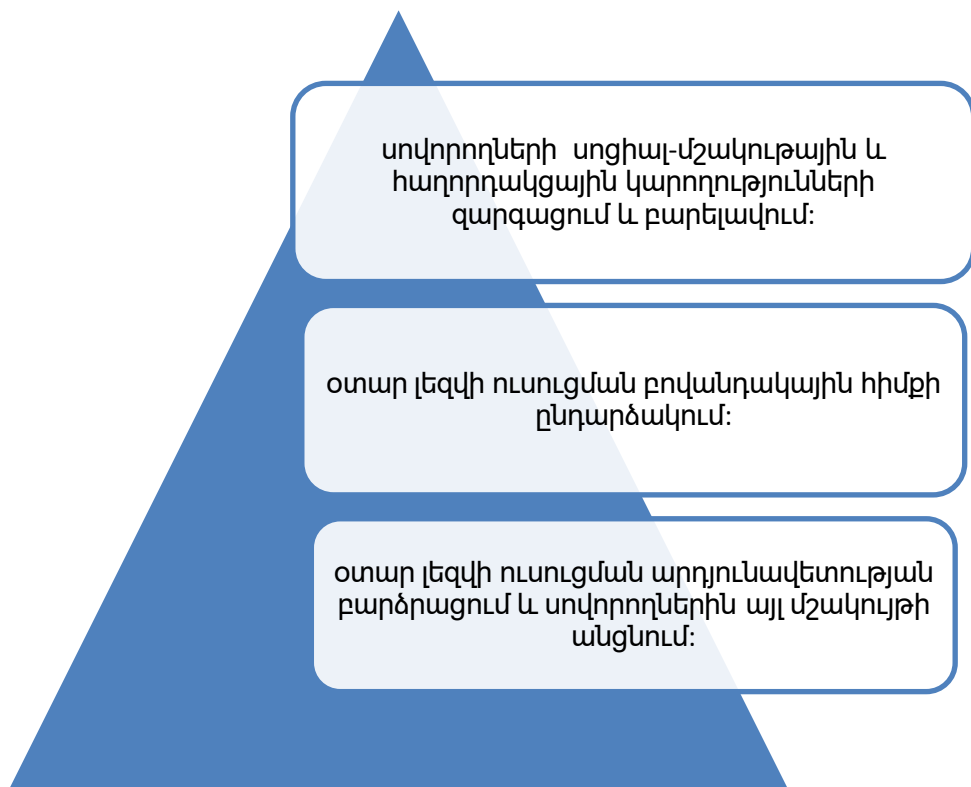 սովորողների սոցիալ-մշակութային և
հաղորդակցային կարողությունների
զարգացում և բարելավում:
օտար լեզվի ուսուցման բովանդակային հիմքի
ընդարձակում:
օտար լեզվի ուսուցման արդյունավետության
բարձրացում և սովորողներին այլ մշակույթի
անցնում: